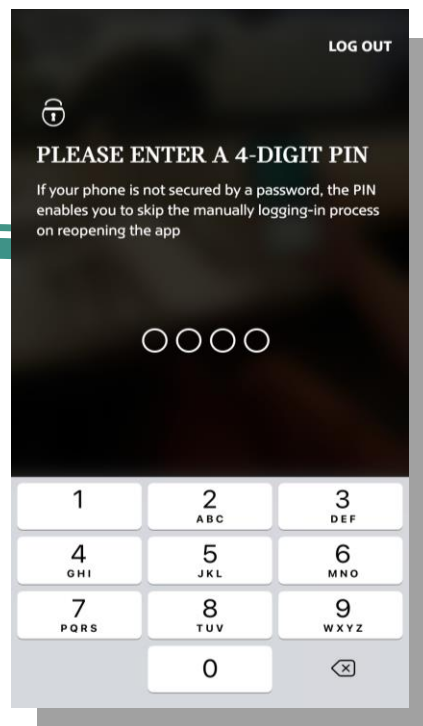 LOG OUT
PLEASE ENTER A 4-DIGIT PIN
If your phone is not secured by a password, the PIN
enables you to skip the manually logging-in process
on reopening the app
1
2
ABC
3
DEF
4
GHI
5
JKL
6
MNO
7
PQRS
8
TUV
9
WXYZ
0